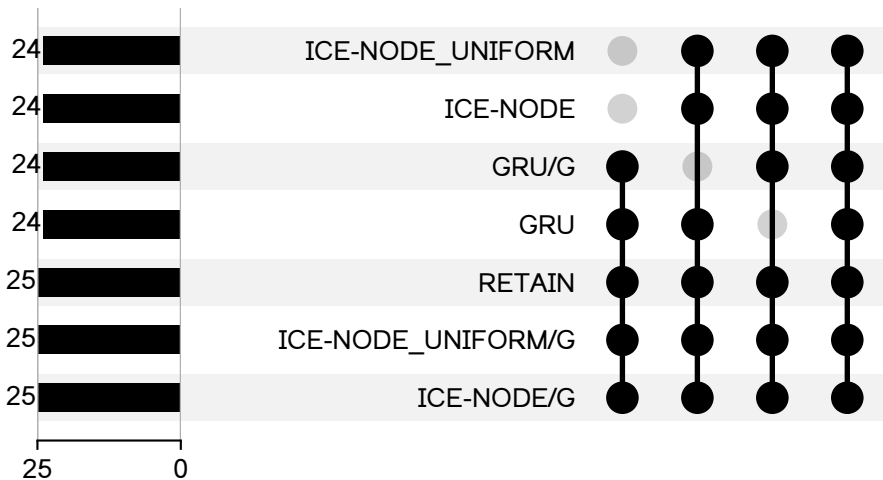 24 ICE-NODE_UNIFORM
24 ICE-NODE
24 GRU/G
24 GRU
25 RETAIN
25 ICE-NODE_UNIFORM/G
25 ICE-NODE/G
25 0